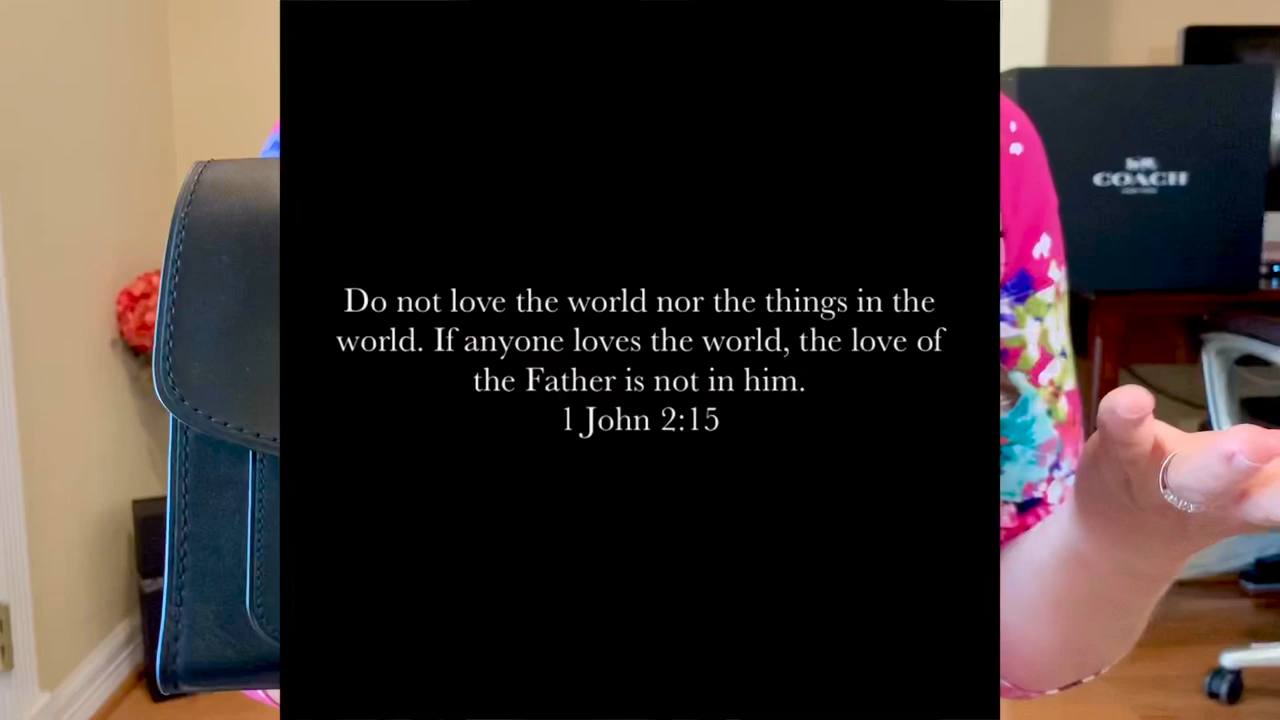 Do not love the world nor the things in the
world. If anyone loves the world, the love of
the Father is not in him.
1 John 2:15
COACH